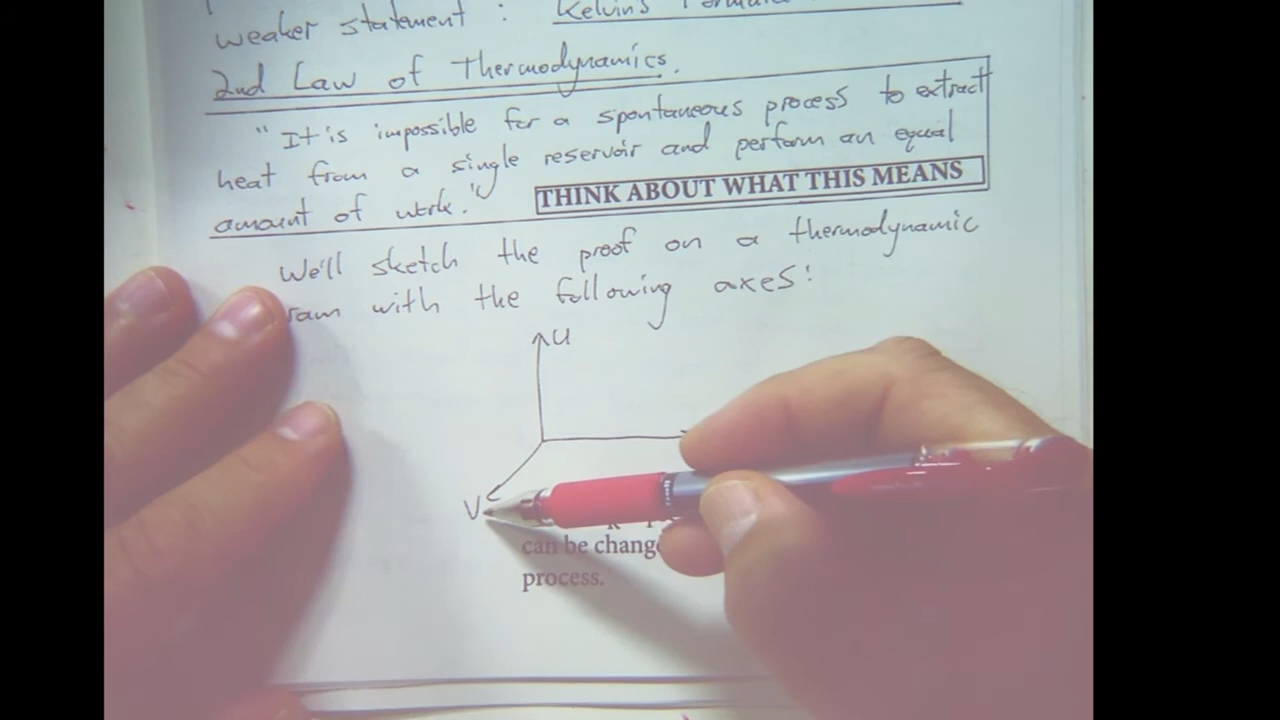 weaker statement : Kelvin's
2nd Law of Thermodynamics.
"It is impossible for a spontaneous process to extract
heat from a single reservoir and perform an equal
amount of work." THINK ABOUT WHAT THIS MEANS
We'll sketch the proof on a thermodynamic
ram with the following axes:
U
V
can be change
process.